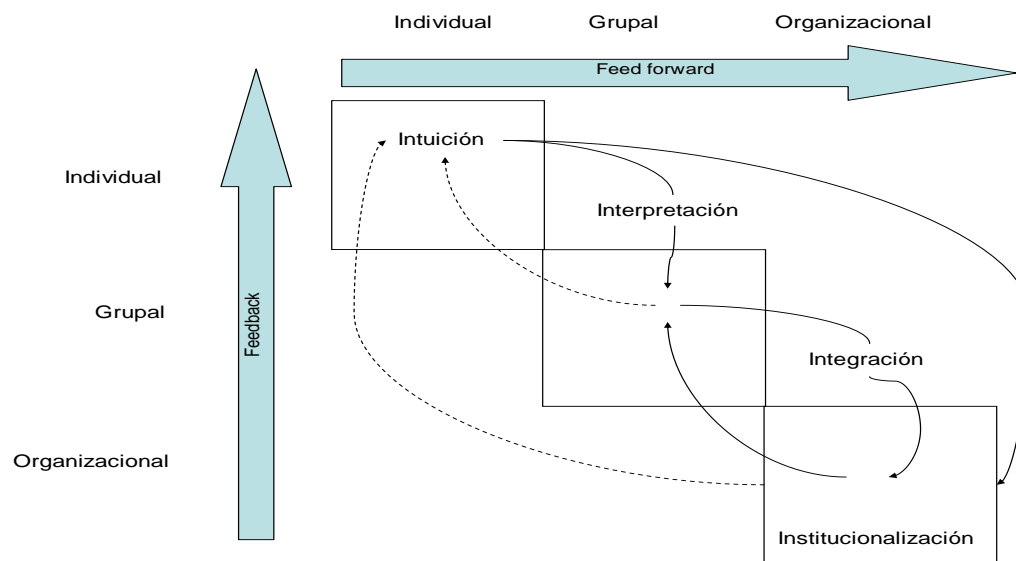 Individual Grupal Organizacional
Feed forward
Intuición
Individual
Interpretación
Grupal
Feedback
Integración
Organizacional
Institucionalización